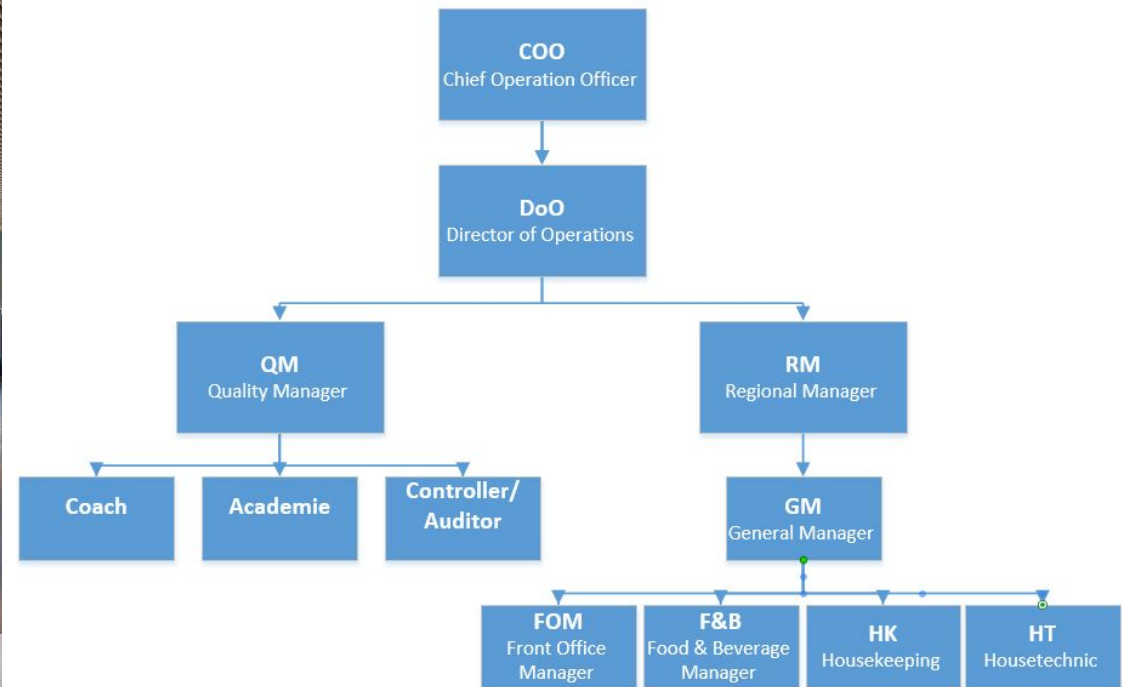 COO
Chief Operation Officer
DoO
Director of Operations
QM
Quality Manager
RM
Regional Manager
Coach
Academie
Controller/
Auditor
GM
General Manager
FOM
Front Office
Manager
F&B
Food & Beverage
Manager
HK
Housekeeping
HT
Housetechnic